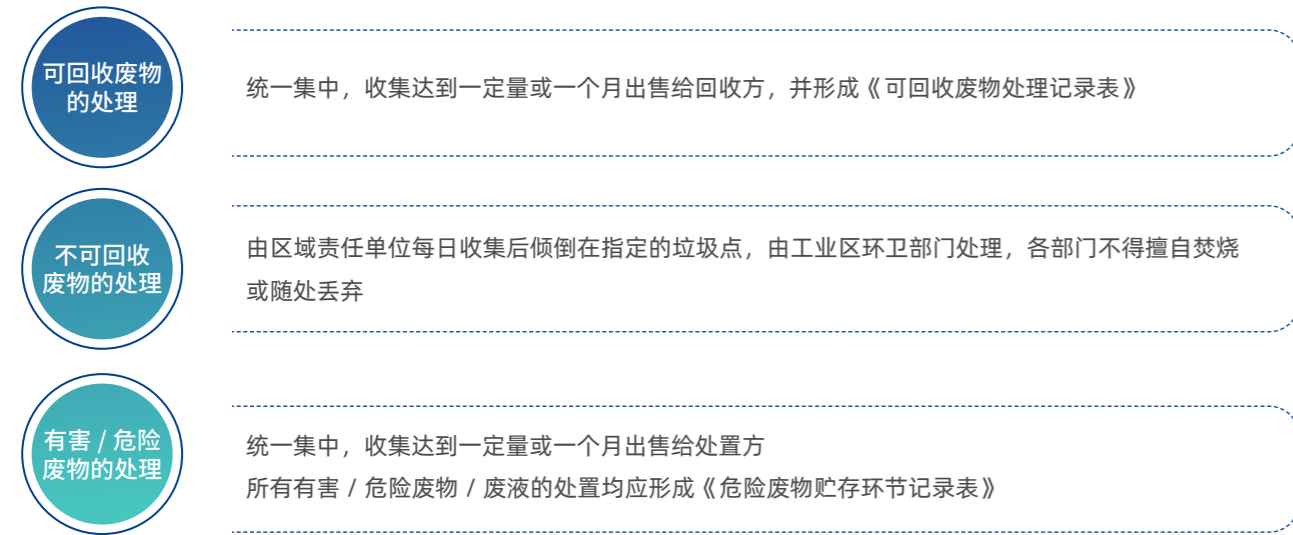 可回收废物
的处理
统一集中，收集达到一定量或一个月出售给回收方，并形成《可回收废物处理记录表》
不可回收
废物的处理
由区域责任单位每日收集后倾倒在指定的垃圾点，由工业区环卫部门处理，各部门不得擅自焚烧
或随处丢弃
有害 / 危险
废物的处理
统一集中，收集达到一定量或一个月出售给处置方
所有有害 / 危险废物 / 废液的处置均应形成《危险废物贮存环节记录表》